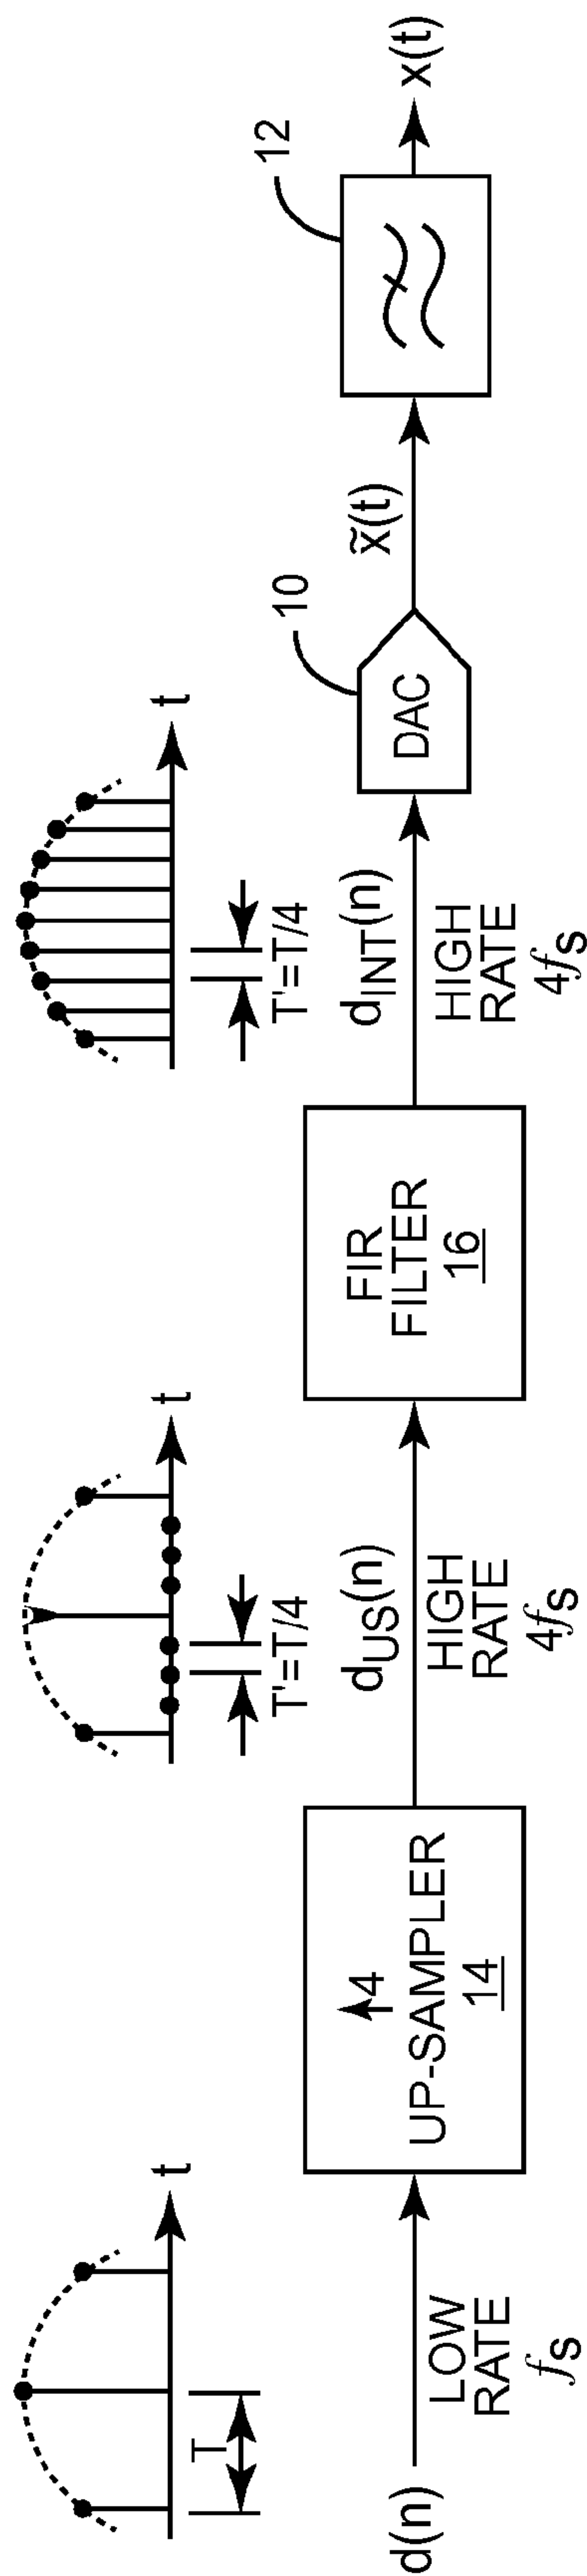 t
T
d(n)
LOW
RATE
fS
4
UP-SAMPLER
14
t
T'=T/4
dUS(n)
HIGH
RATE
4fS
FIR
FILTER
16
t
T'=T/4
dINT(n)
HIGH
RATE
4fS
DAC
10
x̃(t)
12
x(t)